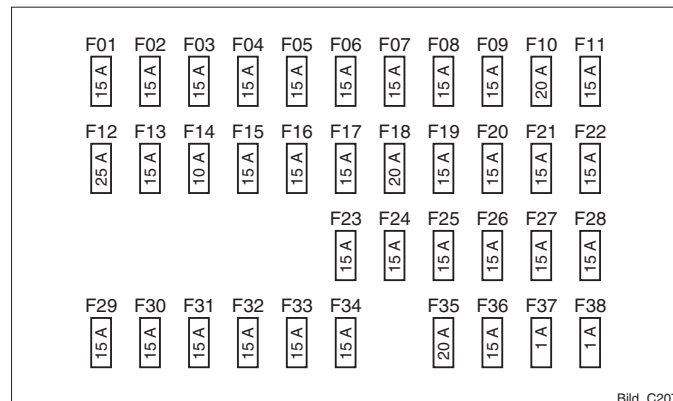 F01 F02 F03 F04 F05 F06 F07 F08 F09 F10 F11
15 A 15 A 15 A 15 A 15 A 15 A 15 A 15 A 15 A 20 A 15 A
F12 F13 F14 F15 F16 F17 F18 F19 F20 F21 F22
25 A 15 A 10 A 15 A 15 A 15 A 20 A 15 A 15 A 15 A 15 A
F23 F24 F25 F26 F27 F28
15 A 15 A 15 A 15 A 15 A 15 A
F29 F30 F31 F32 F33 F34 F35 F36 F37 F38
15 A 15 A 15 A 15 A 15 A 15 A 20 A 15 A 1 A 1 A
Bild_C207